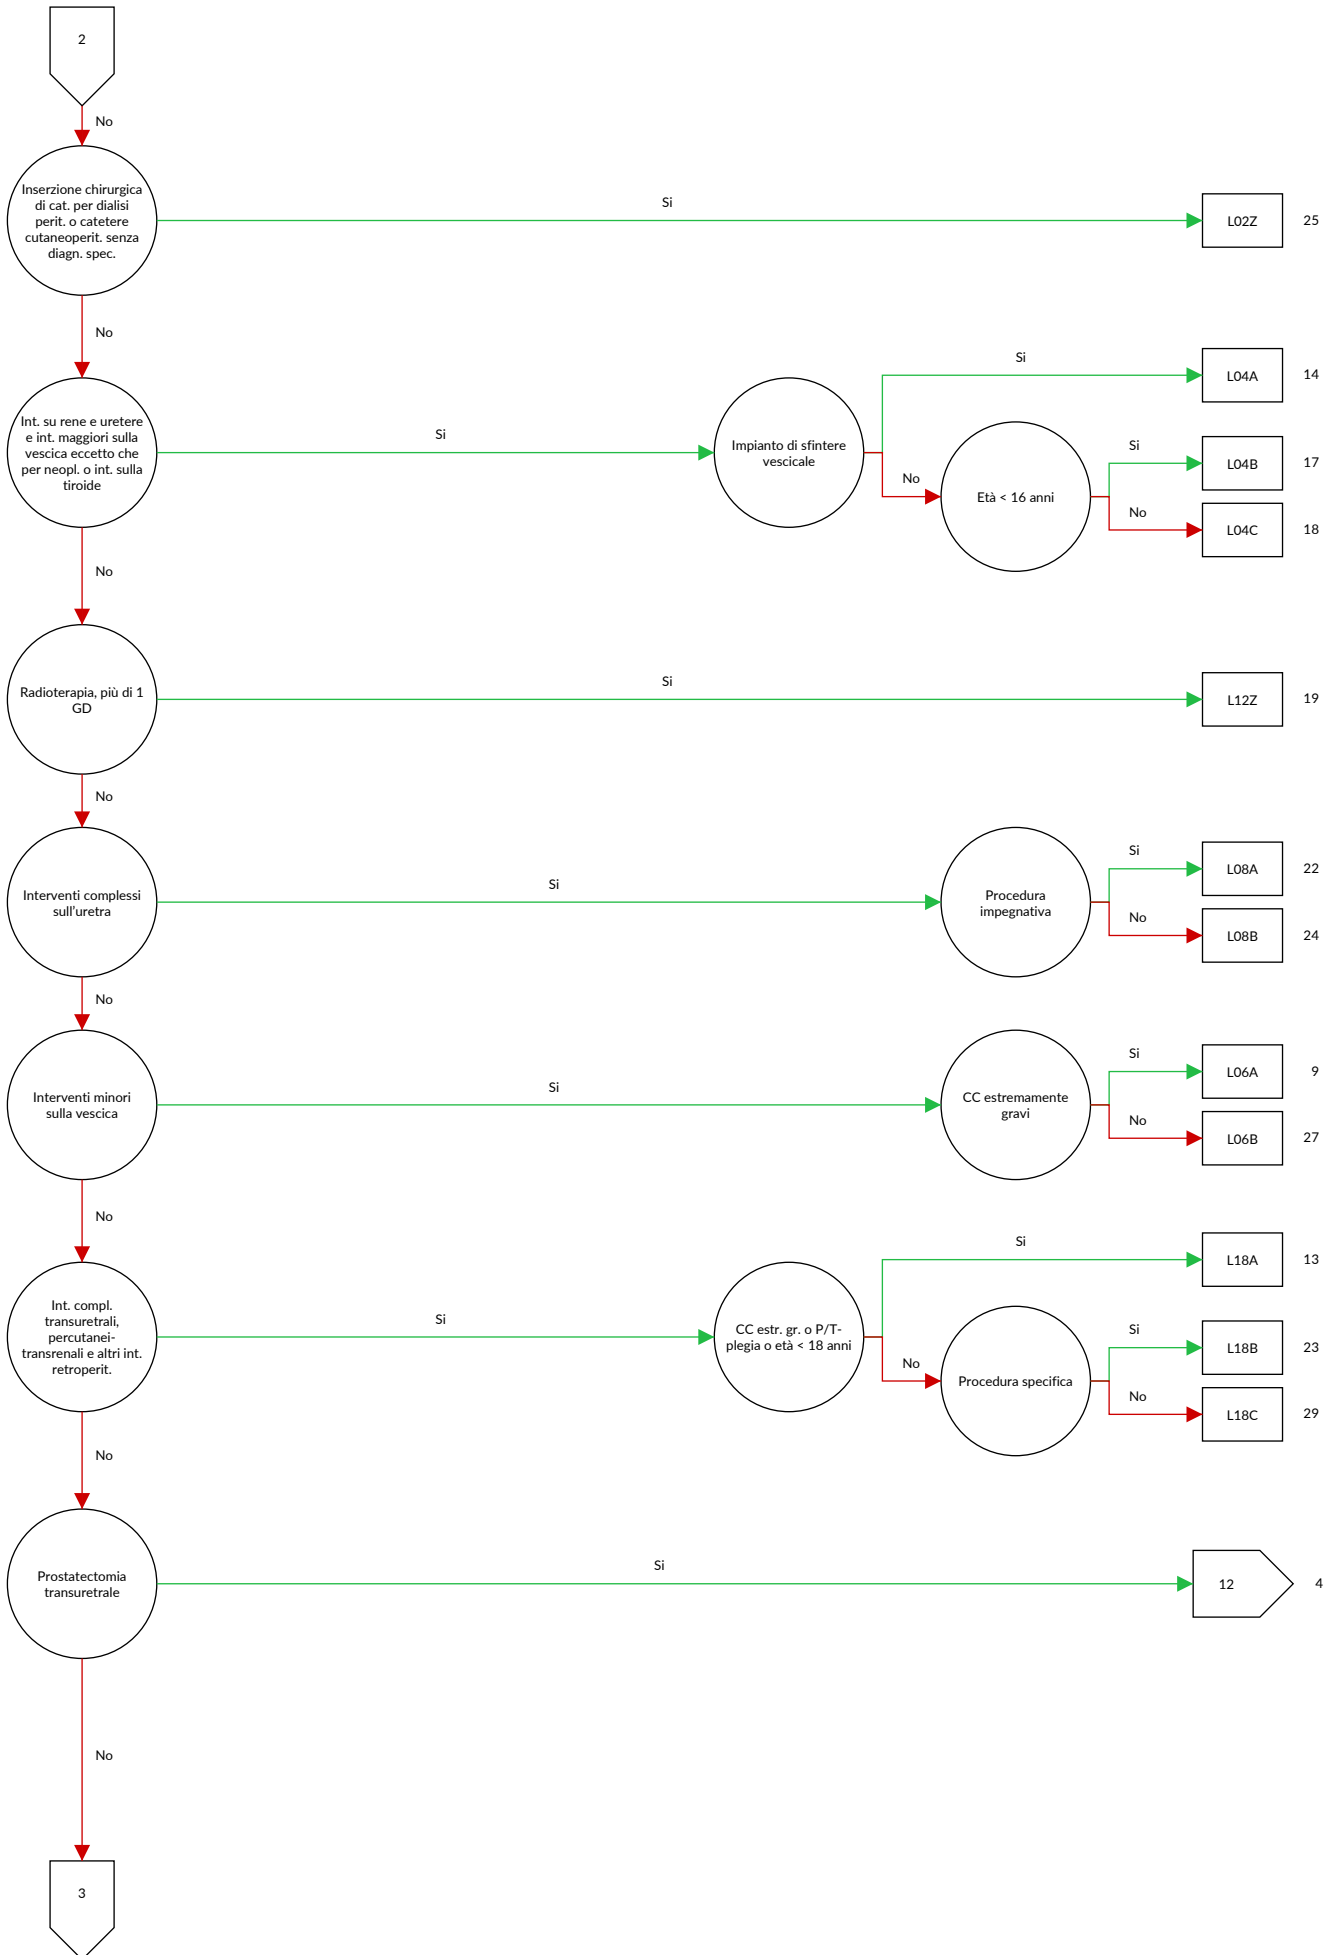 2
No
Inserzione chirurgica
di cat. per dialisi
perit. o catetere
cutaneoperit. senza
diagn. spec.
Si
L02Z
25
No
Int. su rene e uretere
e int. maggiori sulla
vescica eccetto che
per neopl. o int. sulla
tiroide
Si
Impianto di sfintere
vescicale
Si
L04A
14
No
Età < 16 anni
Si
L04B
17
No
L04C
18
No
Radioterapia, più di 1
GD
Si
L12Z
19
No
Interventi complessi
sull'uretra
Si
Procedura
impegnativa
Si
L08A
22
No
L08B
24
No
Interventi minori
sulla vescica
Si
CC estremamente
gravi
Si
L06A
9
No
L06B
27
No
Int. compl.
transuretrali,
percutanei-
transrenali e altri int.
retroperit.
Si
CC estr. gr. o P/T-
plegia o età < 18 anni
Si
L18A
13
No
Procedura specifica
Si
L18B
23
No
L18C
29
No
Prostatectomia
transuretrale
Si
12
4
No
3